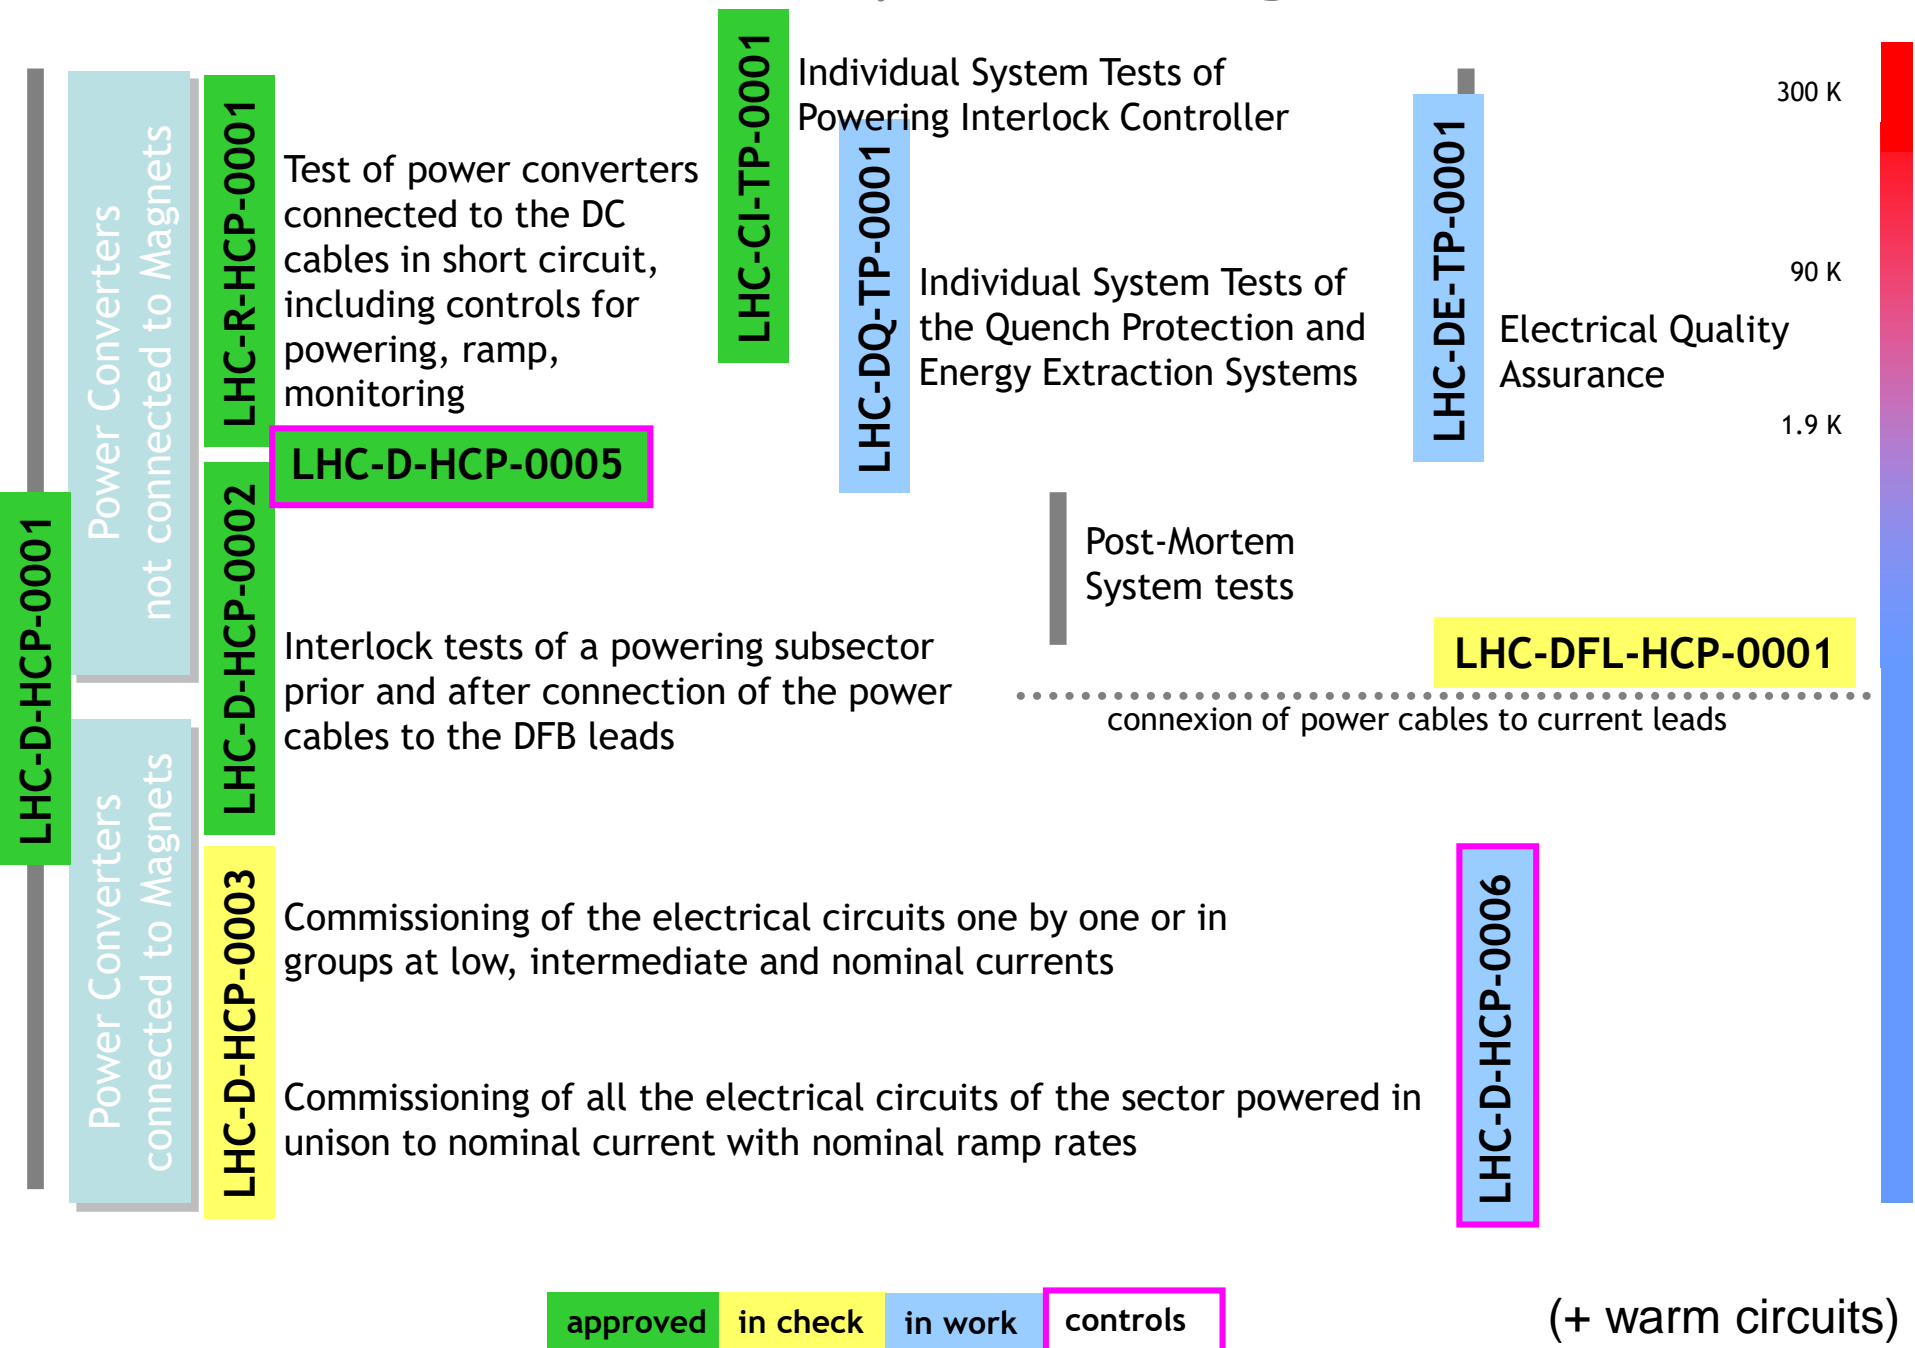 LHC-D-HCP-0001
Power Converters
not connected to Magnets
LHC-R-HCP-0001
Test of power converters
connected to the DC
cables in short circuit,
including controls for
powering, ramp,
monitoring
LHC-D-HCP-0005
LHC-CI-TP-0001
Individual System Tests of
Powering Interlock Controller
LHC-DQ-TP-0001
Individual System Tests of
the Quench Protection and
Energy Extraction Systems
LHC-DE-TP-0001
Electrical Quality
Assurance
300 K
90 K
1.9 K
LHC-D-HCP-0002
Interlock tests of a powering subsector
prior and after connection of the power
cables to the DFB leads
Post-Mortem
System tests
LHC-DFL-HCP-0001
connexion of power cables to current leads
Power Converters
connected to Magnets
LHC-D-HCP-0003
Commissioning of the electrical circuits one by one or in
groups at low, intermediate and nominal currents
Commissioning of all the electrical circuits of the sector powered in
unison to nominal current with nominal ramp rates
LHC-D-HCP-0006
approved
in check
in work
controls
(+ warm circuits)